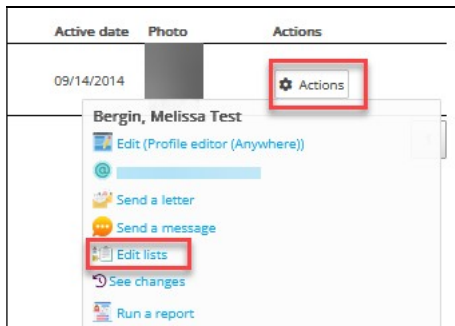 Active date Photo Actions
09/14/2014 Actions
Bergin, Melissa Test
Edit (Profile editor (Anywhere))
Send a letter
Send a message
Edit lists
See changes
Run a report